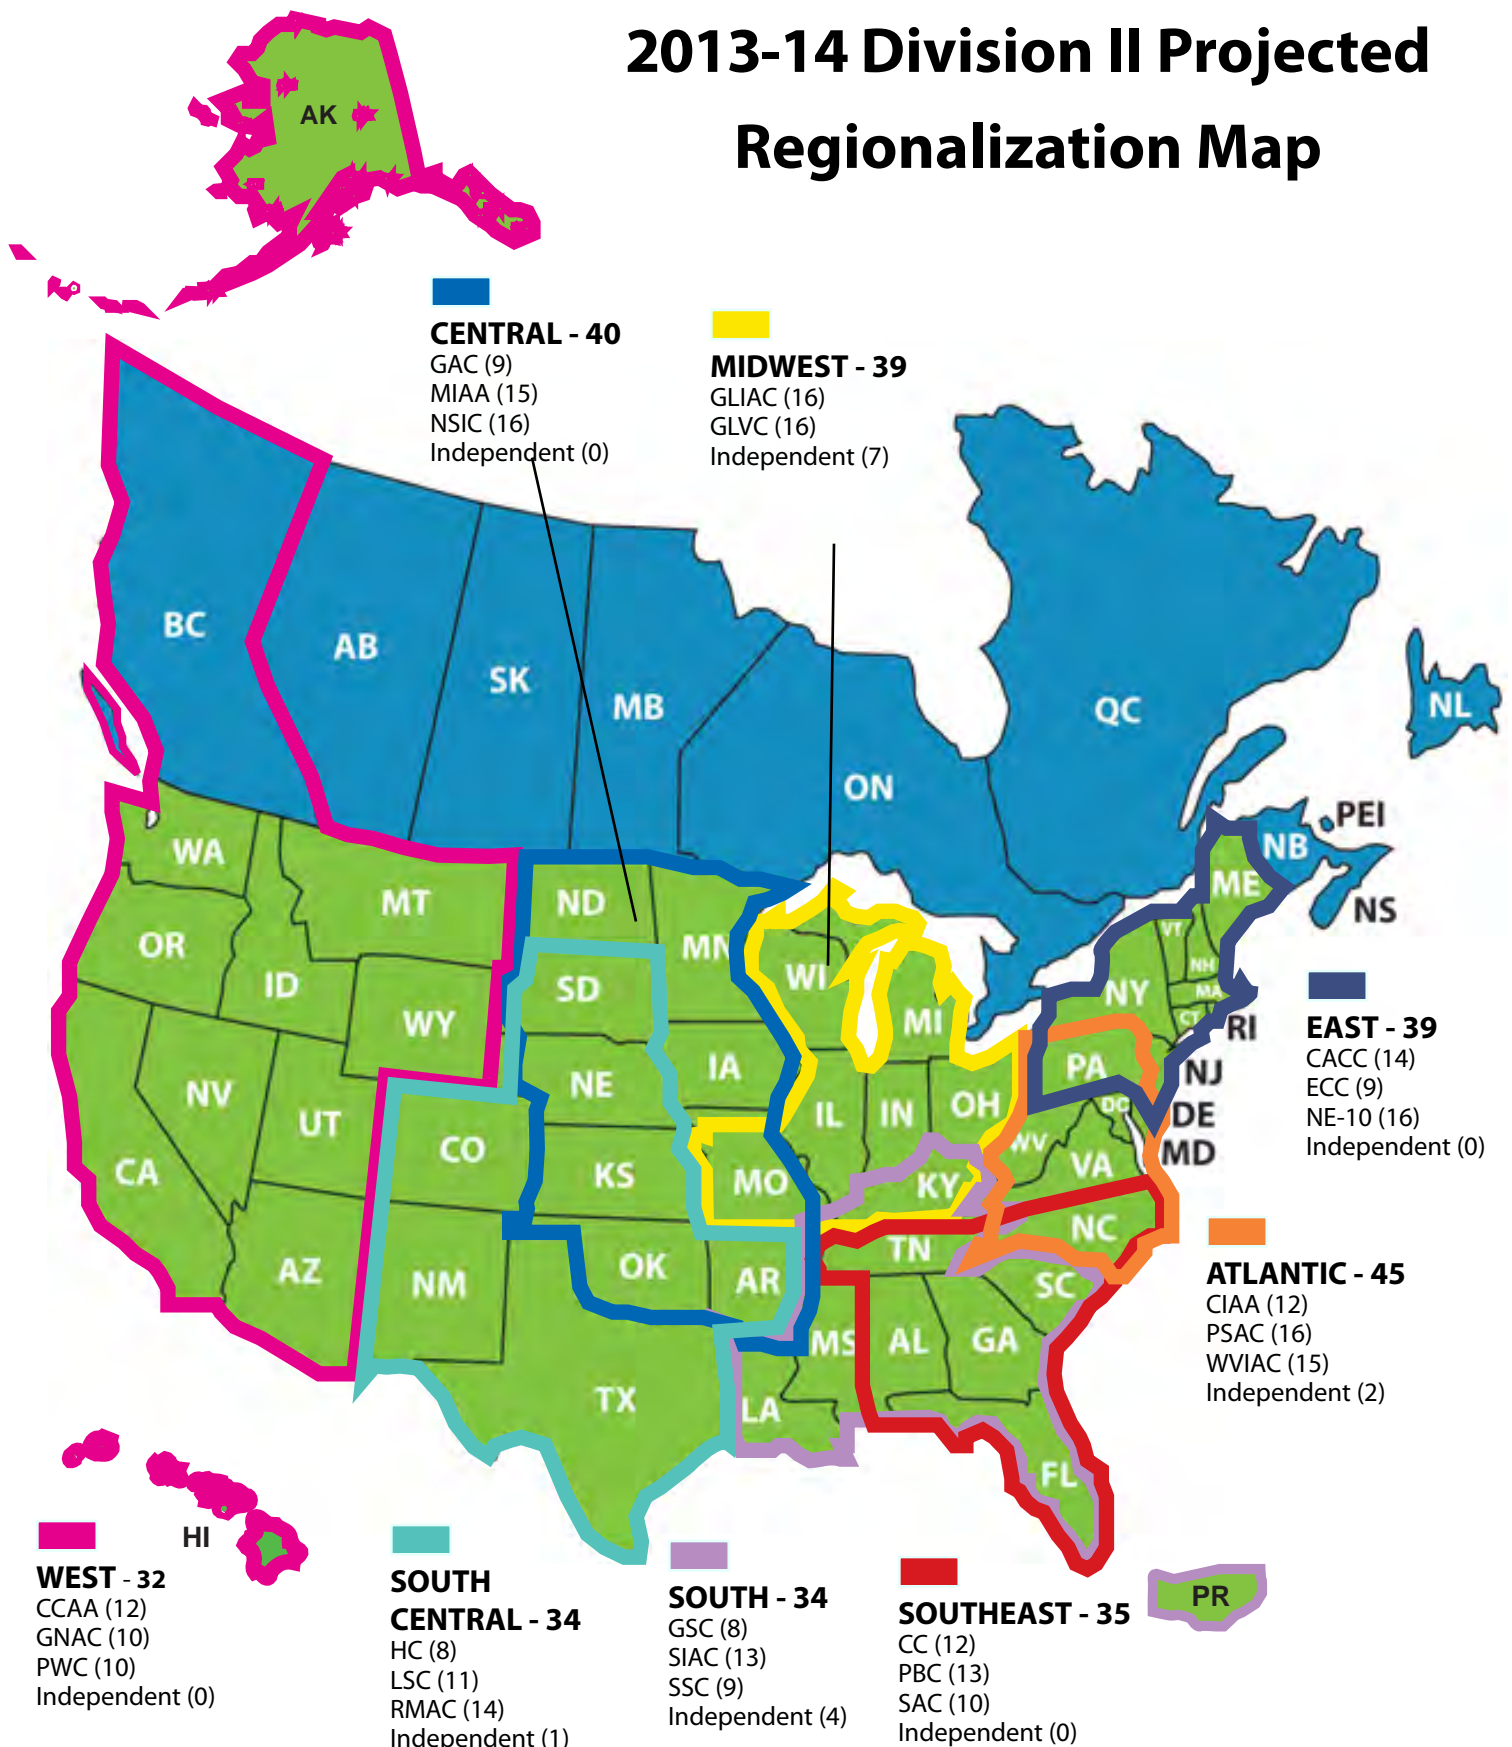 2013-14 Division II Projected
Regionalization Map
AK
CENTRAL - 40
GAC (9)
MIAA (15)
NSIC (16)
Independent (0)
MIDWEST - 39
GLIAC (16)
GLVC (16)
Independent (7)
BC
AB
SK
MB
ON
QC
NL
PEI
NB
NS
WA
OR
ID
MT
WY
NV
UT
CA
AZ
CO
NM
ND
SD
NE
KS
OK
TX
MN
IA
MO
AR
LA
WI
IL
IN
MI
OH
KY
TN
MS
AL
GA
FL
SC
NC
VA
WV
DC
PA
NY
VT
NH
MA
CT
ME
RI
NJ
DE
MD
EAST - 39
CACC (14)
ECC (9)
NE-10 (16)
Independent (0)
ATLANTIC - 45
CIAA (12)
PSAC (16)
WVIAC (15)
Independent (2)
HI
WEST - 32
CCAA (12)
GNAC (10)
PWC (10)
Independent (0)
SOUTH
CENTRAL - 34
HC (8)
LSC (11)
RMAC (14)
Independent (1)
SOUTH - 34
GSC (8)
SIAC (13)
SSC (9)
Independent (4)
SOUTHEAST - 35
CC (12)
PBC (13)
SAC (10)
Independent (0)
PR